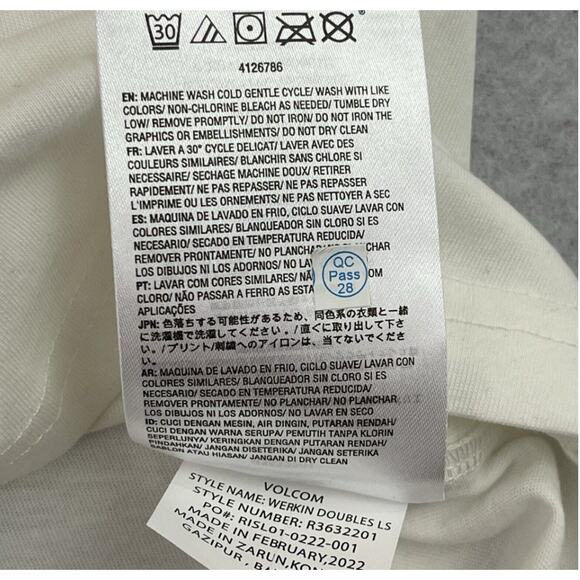 30
4126786
EN: MACHINE WASH COLD GENTLE CYCLE/ WASH WITH LIKE
COLORS/ NON-CHLORINE BLEACH AS NEEDED/ TUMBLE DRY
LOW/ REMOVE PROMPTLY/ DO NOT IRON/ DO NOT IRON THE
GRAPHICS OR EMBELLISHMENTS/ DO NOT DRY CLEAN
FR: LAVER A 30° CYCLE DELICAT/ LAVER AVEC DES
COULEURS SIMILAIRES/ BLANCHIR SANS CHLORE SI
NECESSAIRE/ SECHAGE MACHINE DOUX/ RETIRER
RAPIDEMENT/ NE PAS REPASSER/ NE PAS REPASSER
L'IMPRIME OU LES ORNEMENTS/ NE PAS NETTOYER A SEC
ES: MAQUINA DE LAVADO EN FRIO, CICLO SUAVE/ LAVAR CON
COLORES SIMILARES/ BLANQUEADOR SIN CLORO SI ES
NECESARIO/ SECADO EN TEMPERATURA REDUCIDA/
REMOVER PRONTAMENTE/ NO PLANCHAR/ NO PLANCHAR
LOS DIBUJOS NI LOS ADORNOS/ NO
PT: LAVAR COM CORES SIMILARES/
CLORO/ NÃO PASSAR A FERRO AS
APLICAÇÕES
QC
Pass
28
JPN: 色落ちする可能性があるため、同色系の衣類と一緒
に洗濯機で洗濯してください。/直ぐに取り出して下さ
い。/プリント/刺繍へのアイロンは、当てないでくださ
い。
AR: MAQUINA DE LAVADO EN FRIO, CICLO SUAVE/ LAVAR CON
COLORES SIMILARES/ BLANQUEADOR SIN CLORO SI ES
NECESARIO/ SECADO EN TEMPERATURA REDUCIDA/
REMOVER PRONTAMENTE/ NO PLANCHAR/ NO PLANCHAR
LOS DIBUJOS NI LOS ADORNOS/ NO LAVAR EN SECO
ID: CUCI DENGAN MESIN, AIR DINGIN, PUTARAN RENDAH/
CUCI DENGAN WARNA SERUPA/ PEMUTIH TANPA KLORIN
SEPERLUNYA/ KERINGKAN DENGAN PUTARAN RENDAH/
PINDAHKAN/ JANGAN DISETERIKA/ JANGAN DISETERIKA
SABLON ATAU HIASAN/ JANGAN DI DRY CLEAN
VOLCOM
STYLE NAME: WERKIN DOUBLES LS
STYLE NUMBER: R3632201
PO#: RISL01-0222-001
MADE IN FEBRUARY,2022
MADE IN ZARUN,KON
GAZIPUR,